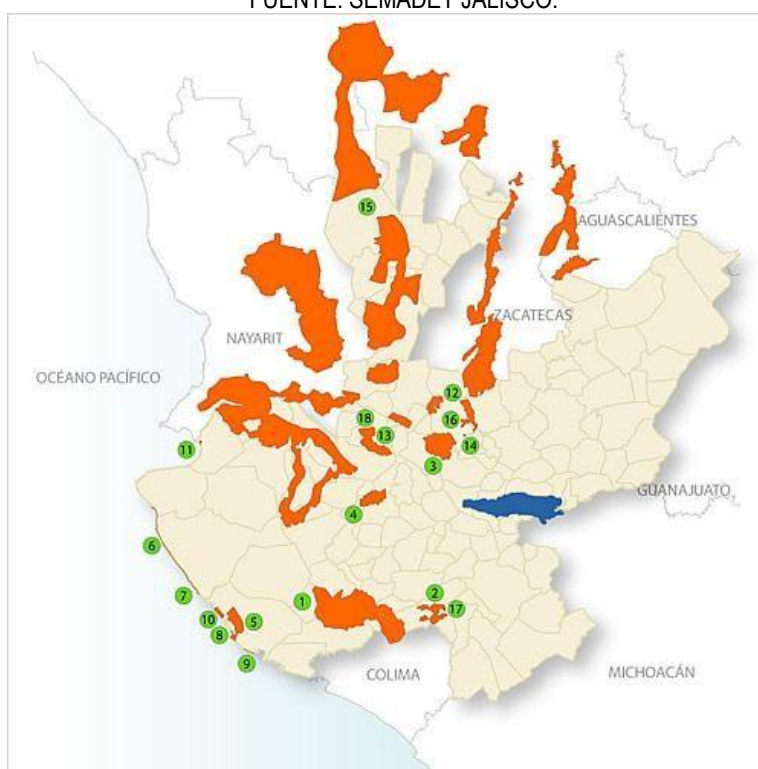 FUENTE: SEMADET JALISCO.
15
AGUASCALIENTES
ZACATECAS
NAYARIT
OCÉANO PACÍFICO
12
18
16
13
14
11
3
GUANAJUATO
4
6
7
1
2
17
10
5
8
9
COLIMA
MICHOACÁN